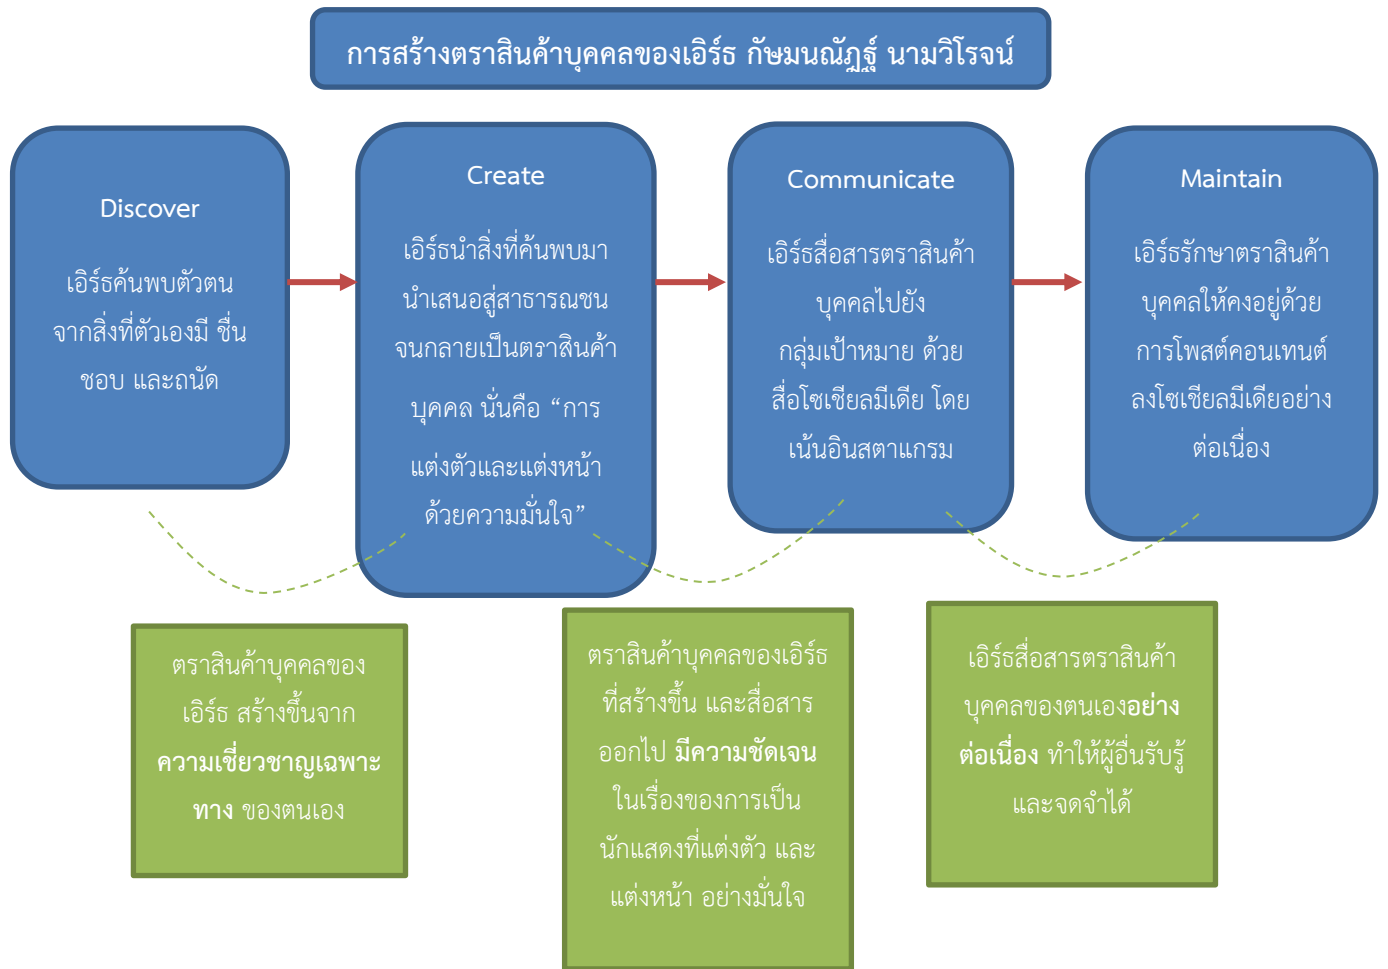 การสร้างตราสินค้าบุคคลของเอิร์ธ กัษมนณัฏฐ์ นามวิโรจน์
Discover
เอิร์ธค้นพบตัวตน
จากสิ่งที่ตัวเองมี ชื่น
ชอบ และถนัด
Create
เอิร์ธนำสิ่งที่ค้นพบมา
นำเสนอสู่สาธารณชน
จนกลายเป็นตราสินค้า
บุคคล นั่นคือ “การ
แต่งตัวและแต่งหน้า
ด้วยความมั่นใจ”
Communicate
เอิร์ธสื่อสารตราสินค้า
บุคคลไปยัง
กลุ่มเป้าหมาย ด้วย
สื่อโซเชียลมีเดีย โดย
เน้นอินสตาแกรม
Maintain
เอิร์ธรักษาตราสินค้า
บุคคลให้คงอยู่ด้วย
การโพสต์คอนเทนต์
ลงโซเชียลมีเดียอย่าง
ต่อเนื่อง
ตราสินค้าบุคคลของ
เอิร์ธ สร้างขึ้นจาก
ความเชี่ยวชาญเฉพาะ
ทาง ของตนเอง
ตราสินค้าบุคคลของเอิร์ธ
ที่สร้างขึ้น และสื่อสาร
ออกไป มีความชัดเจน
ในเรื่องของการเป็น
นักแสดงที่แต่งตัว และ
แต่งหน้า อย่างมั่นใจ
เอิร์ธสื่อสารตราสินค้า
บุคคลของตนเองอย่าง
ต่อเนื่อง ทำให้ผู้อื่นรับรู้
และจดจำได้